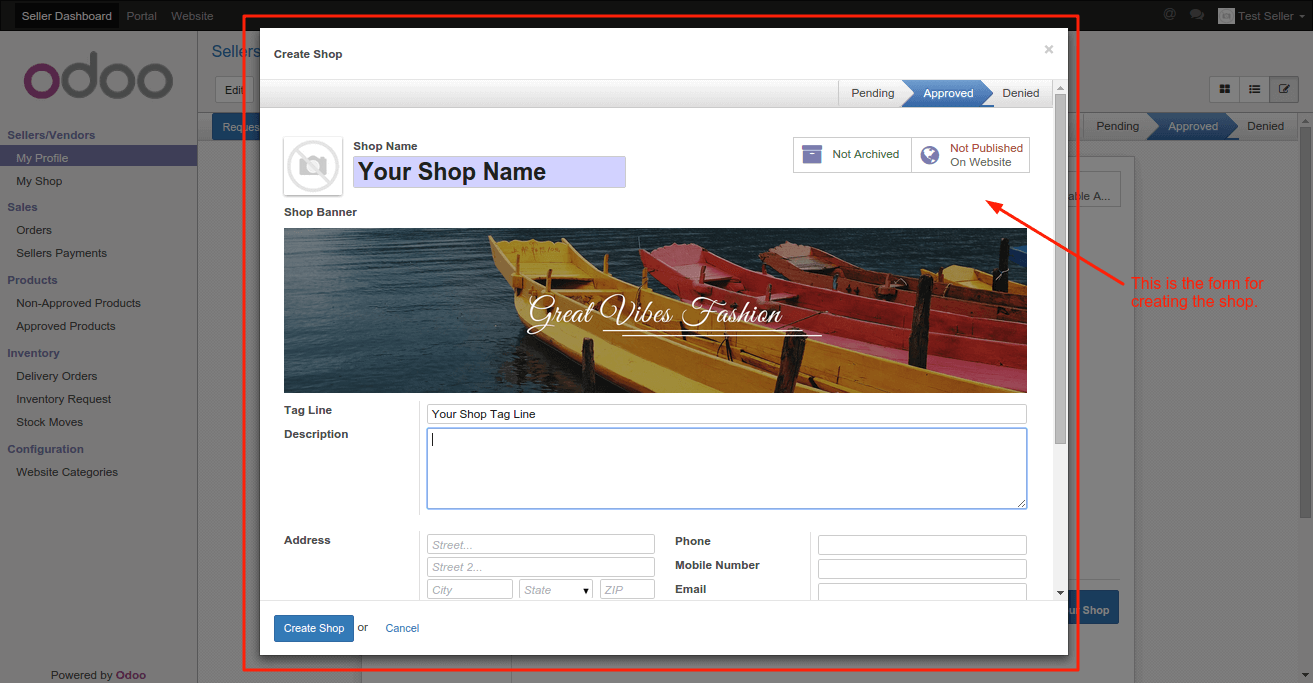 Seller Dashboard Portal Website
@ Test Seller
odoo
Sellers/Vendors
My Profile
My Shop
Sales
Orders
Sellers Payments
Products
Non-Approved Products
Approved Products
Inventory
Delivery Orders
Inventory Request
Stock Moves
Configuration
Website Categories
Powered by Odoo
Sellers
Edit
Reques
Pending Approved Denied
able A...
ur Shop
Create Shop ×
Pending Approved Denied
Shop Name
Your Shop Name
Not Archived
Not Published
On Website
Shop Banner
Great Vibes Fashion
Tag Line Your Shop Tag Line
Description
Address Street...
Street 2...
City State ZIP
Phone
Mobile Number
Email
Create Shop or Cancel
This is the form for
creating the shop.